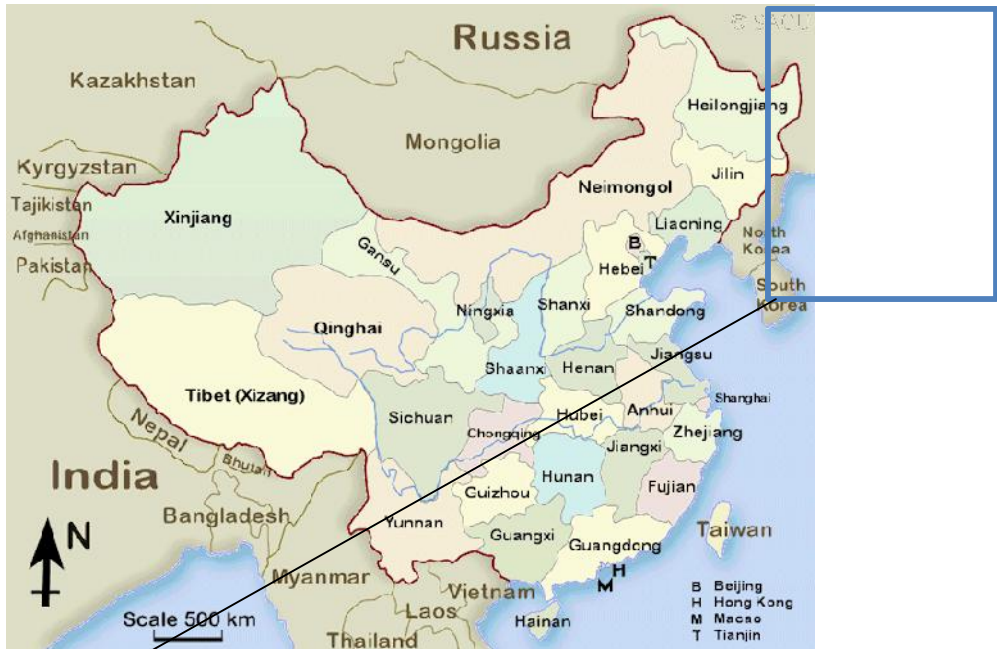 © SACU
Russia
Kazakhstan
Heilongjiang
Mongolia
Kyrgyzstan
Jilin
Neimongol
Tajikistan
Xinjiang
Liaoning
Afghanistan
North
Korea
B
Gansu
Pakistan
Hebei
T
South
Korea
Ningxia
Shanxi
Shandong
Qinghai
Jiangsu
Shaanxi
Henan
Tibet (Xizang)
Shanghai
Sichuan
Hubei
Anhui
Nepal
Chongqing
Zhejiang
Jiangxi
Bhutan
India
Hunan
Guizhou
Fujian
Bangladesh
Yunnan
Taiwan
N
Guangxi
Guangdong
H
Myanmar
M
Vietnam
B Beijing
H Hong Kong
Laos
Scale 500 km
Hainan
M Macao
Thailand
T Tianjin